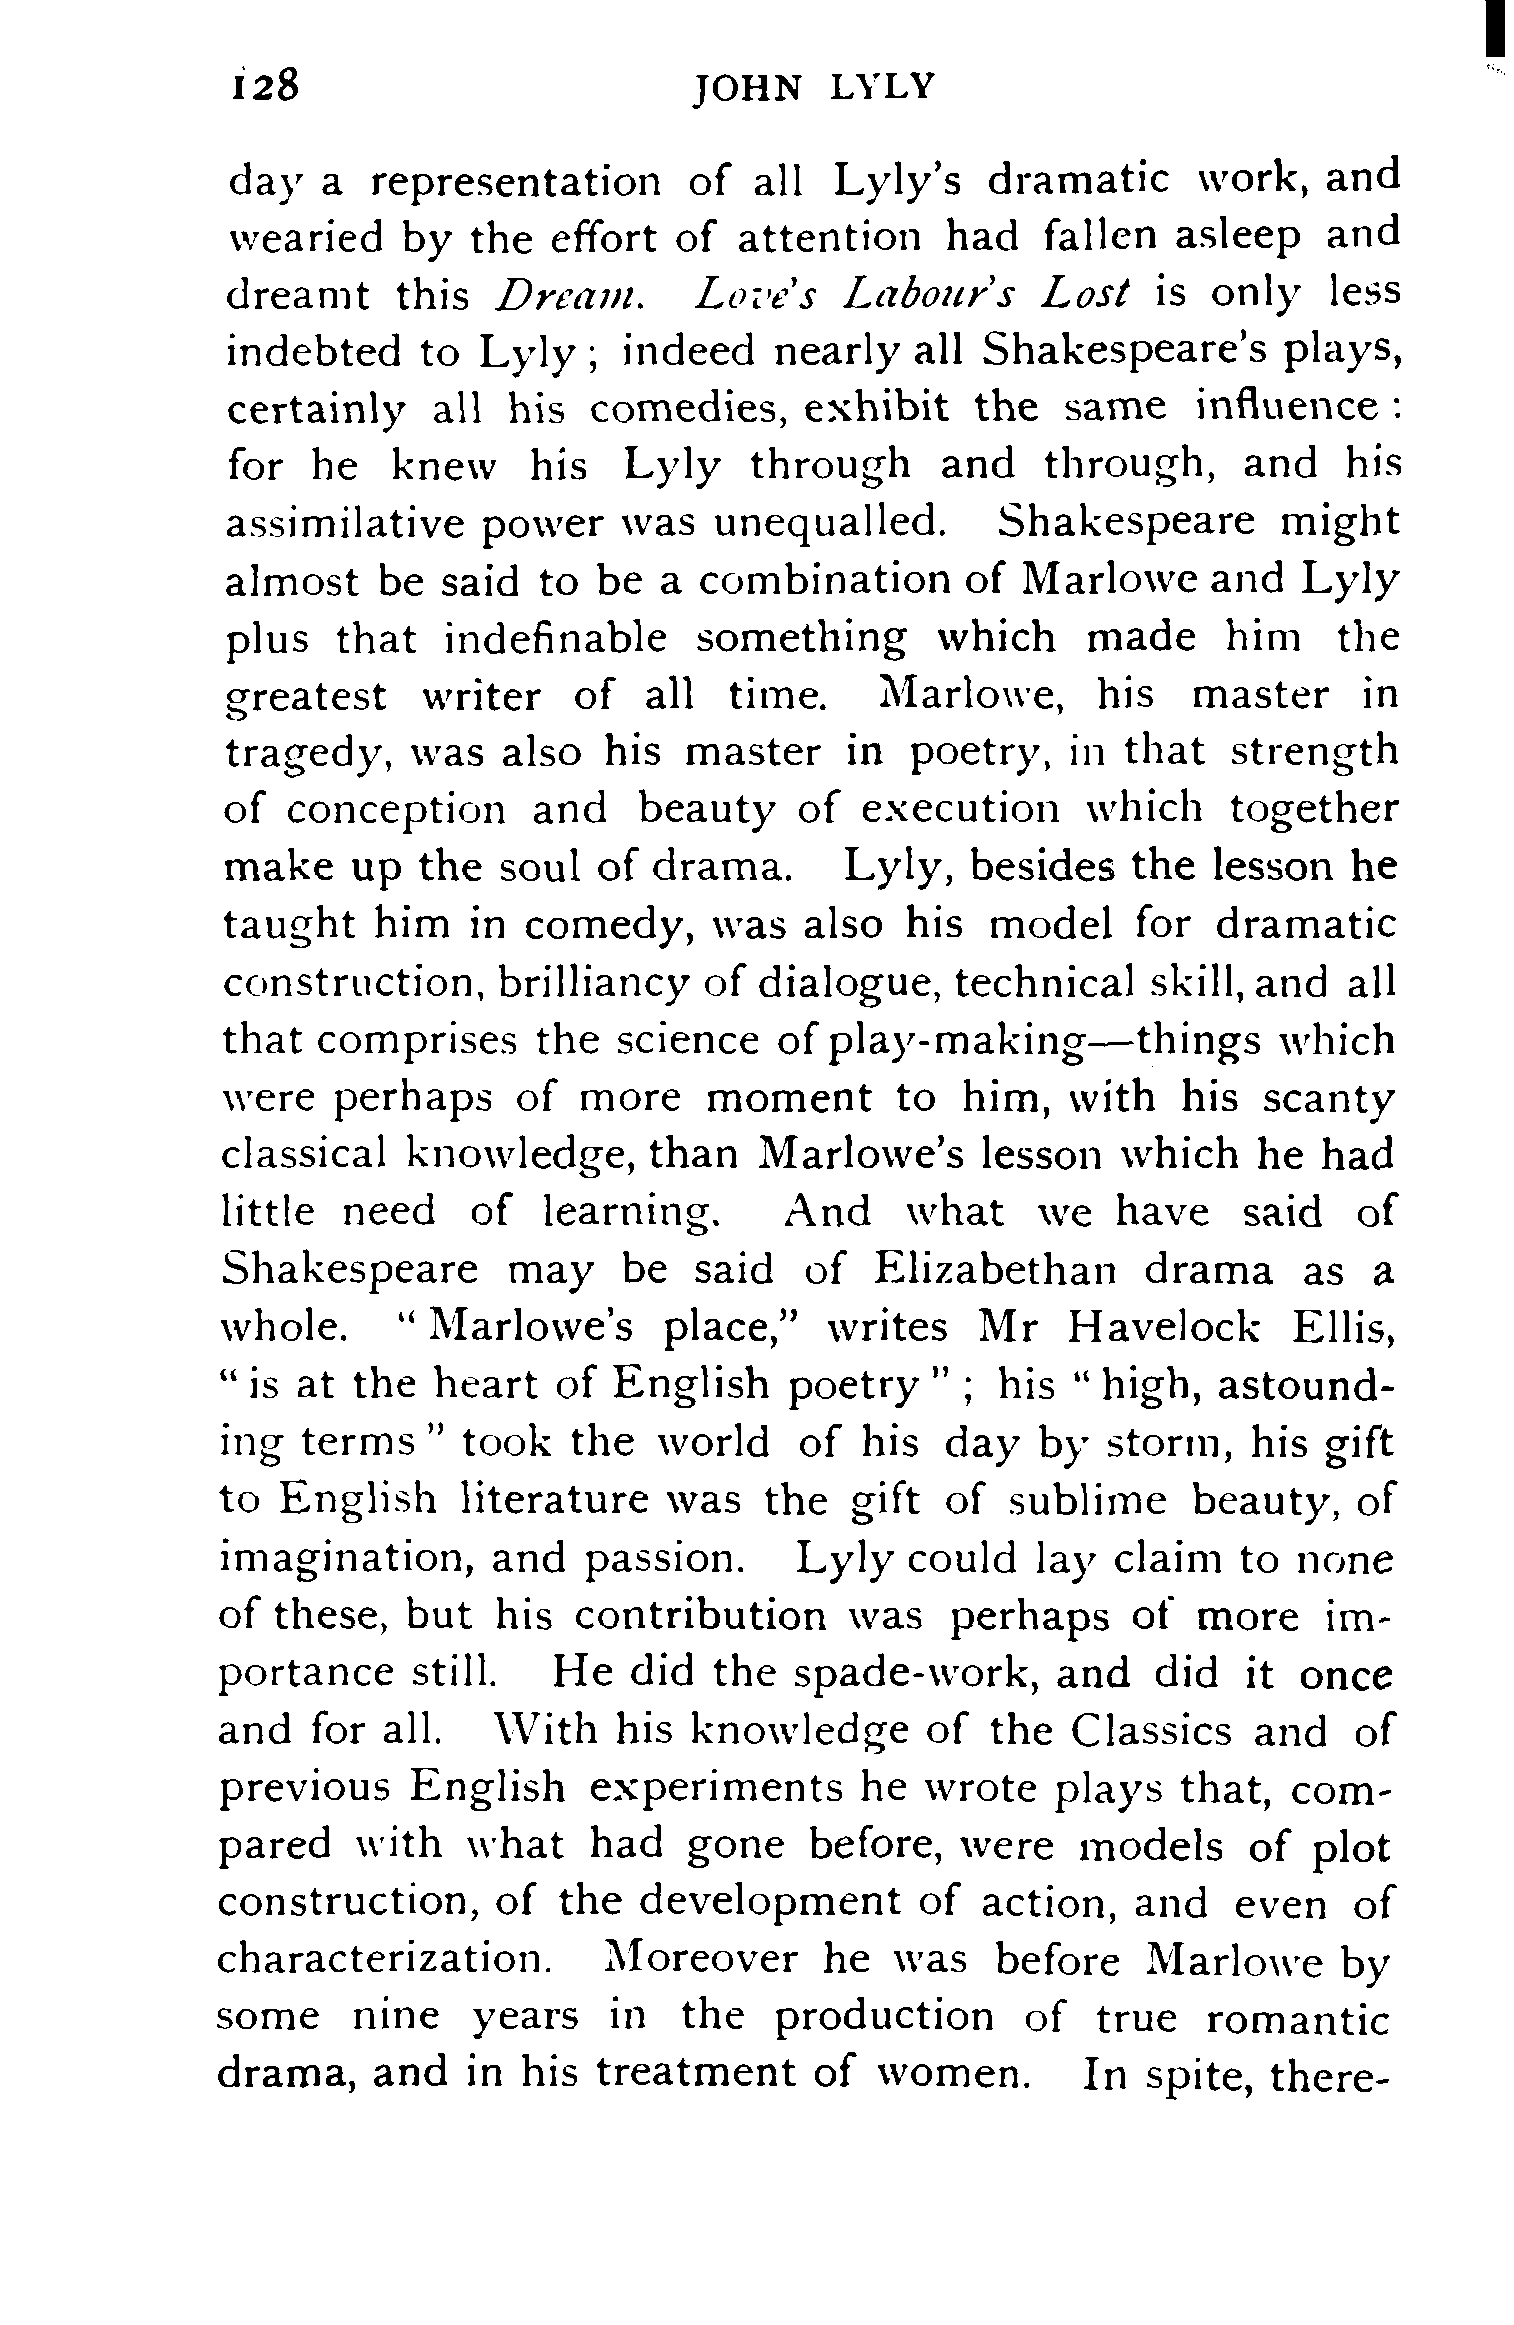 128 JOHN LYLY
day a representation of all Lyly's dramatic work, and
wearied by the effort of attention had fallen asleep and
dreamt this Dream. Love's Labour's Lost is only less
indebted to Lyly; indeed nearly all Shakespeare's plays,
certainly all his comedies, exhibit the same influence:
for he knew his Lyly through and through, and his
assimilative power was unequalled. Shakespeare might
almost be said to be a combination of Marlowe and Lyly
plus that indefinable something which made him the
greatest writer of all time. Marlowe, his master in
tragedy, was also his master in poetry, in that strength
of conception and beauty of execution which together
make up the soul of drama. Lyly, besides the lesson he
taught him in comedy, was also his model for dramatic
construction, brilliancy of dialogue, technical skill, and all
that comprises the science of play-making—things which
were perhaps of more moment to him, with his scanty
classical knowledge, than Marlowe's lesson which he had
little need of learning. And what we have said of
Shakespeare may be said of Elizabethan drama as a
whole. "Marlowe's place," writes Mr Havelock Ellis,
"is at the heart of English poetry"; his "high, astound-
ing terms" took the world of his day by storm, his gift
to English literature was the gift of sublime beauty, of
imagination, and passion. Lyly could lay claim to none
of these, but his contribution was perhaps of more im-
portance still. He did the spade-work, and did it once
and for all. With his knowledge of the Classics and of
previous English experiments he wrote plays that, com-
pared with what had gone before, were models of plot
construction, of the development of action, and even of
characterization. Moreover he was before Marlowe by
some nine years in the production of true romantic
drama, and in his treatment of women. In spite, there-